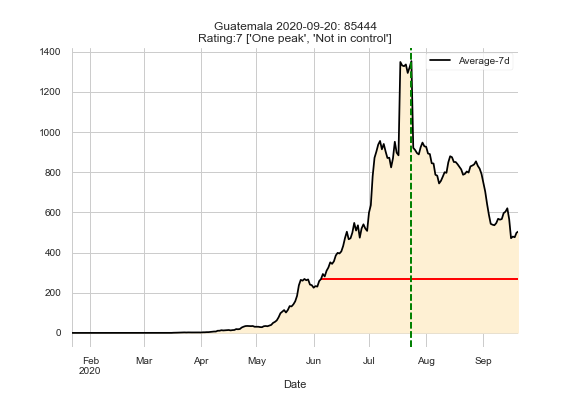 Guatemala 2020-09-20: 85444
Rating:7 ['One peak', 'Not in control']
Average-7d
1400
1200
1000
800
600
400
200
0
Feb Mar Apr May Jun Jul Aug Sep
2020
Date